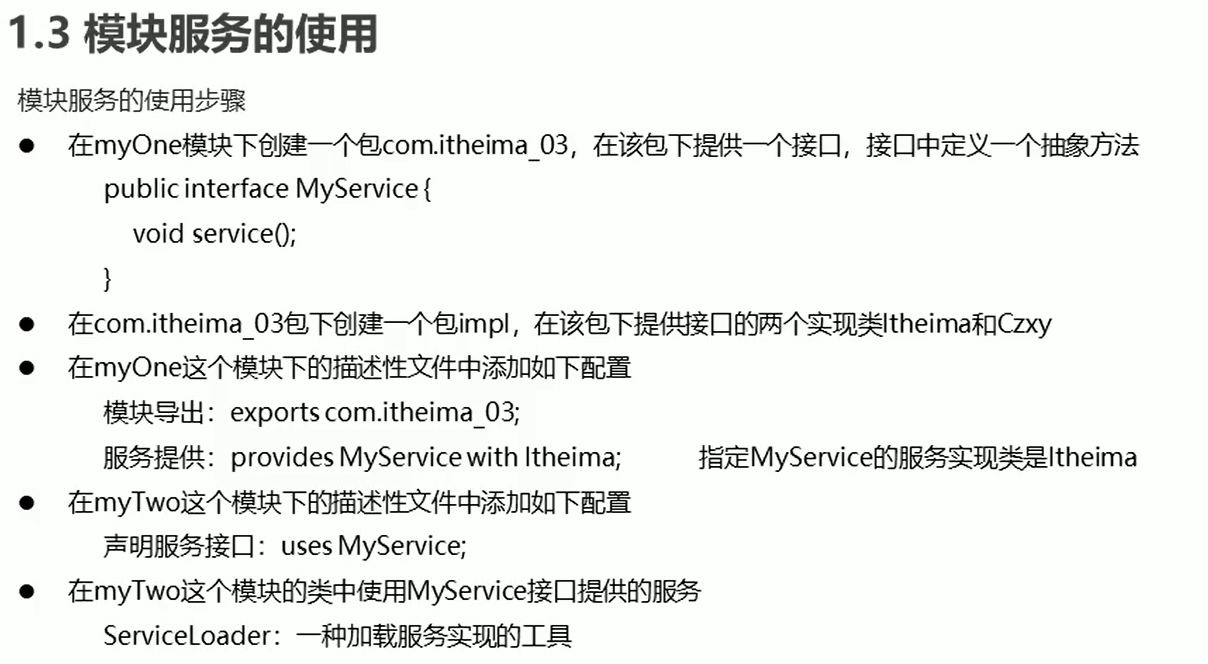 1.3 模块服务的使用
模块服务的使用步骤
● 在myOne模块下创建一个包com.itheima_03，在该包下提供一个接口，接口中定义一个抽象方法
public interface MyService {
void service();
}
● 在com.itheima_03包下创建一个包impl，在该包下提供接口的两个实现类Itheima和Czxy
● 在myOne这个模块下的描述性文件中添加如下配置
模块导出：exports com.itheima_03;
服务提供：provides MyService with Itheima; 指定MyService的服务实现类是Itheima
● 在myTwo这个模块下的描述性文件中添加如下配置
声明服务接口：uses MyService;
● 在myTwo这个模块的类中使用MyService接口提供的服务
ServiceLoader：一种加载服务实现的工具